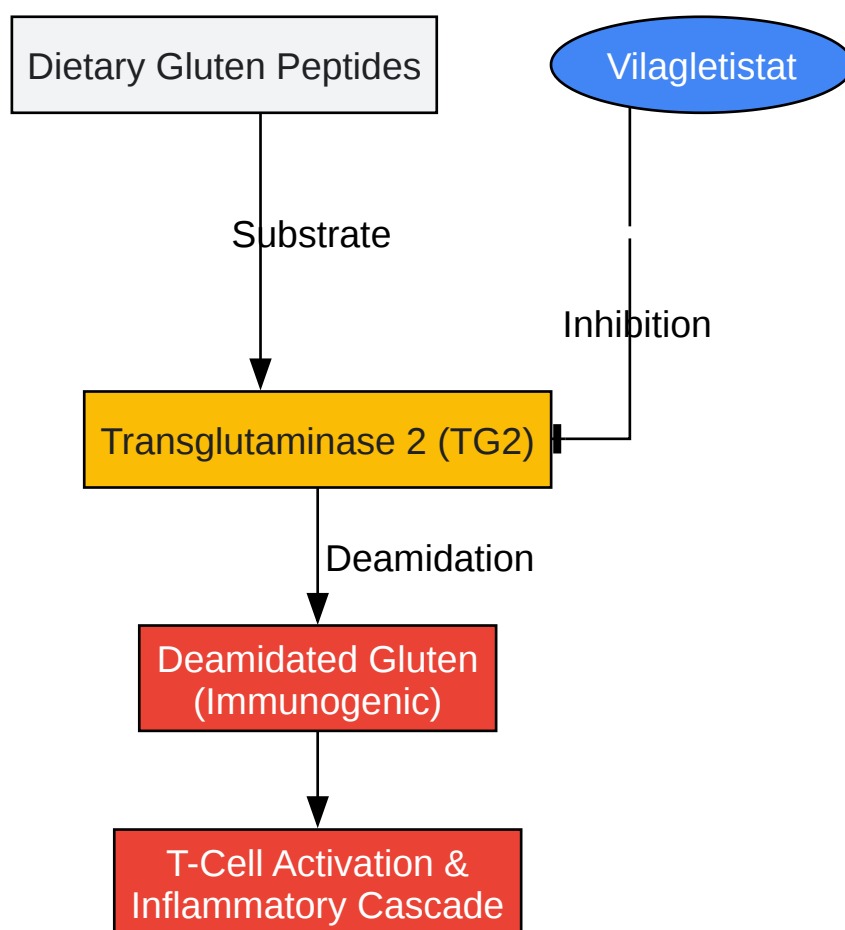 Dietary Gluten Peptides
Vilagletistat
Substrate
Inhibition
Transglutaminase 2 (TG2)
Deamidation
Deamidated Gluten
(Immunogenic)
T-Cell Activation &
Inflammatory Cascade